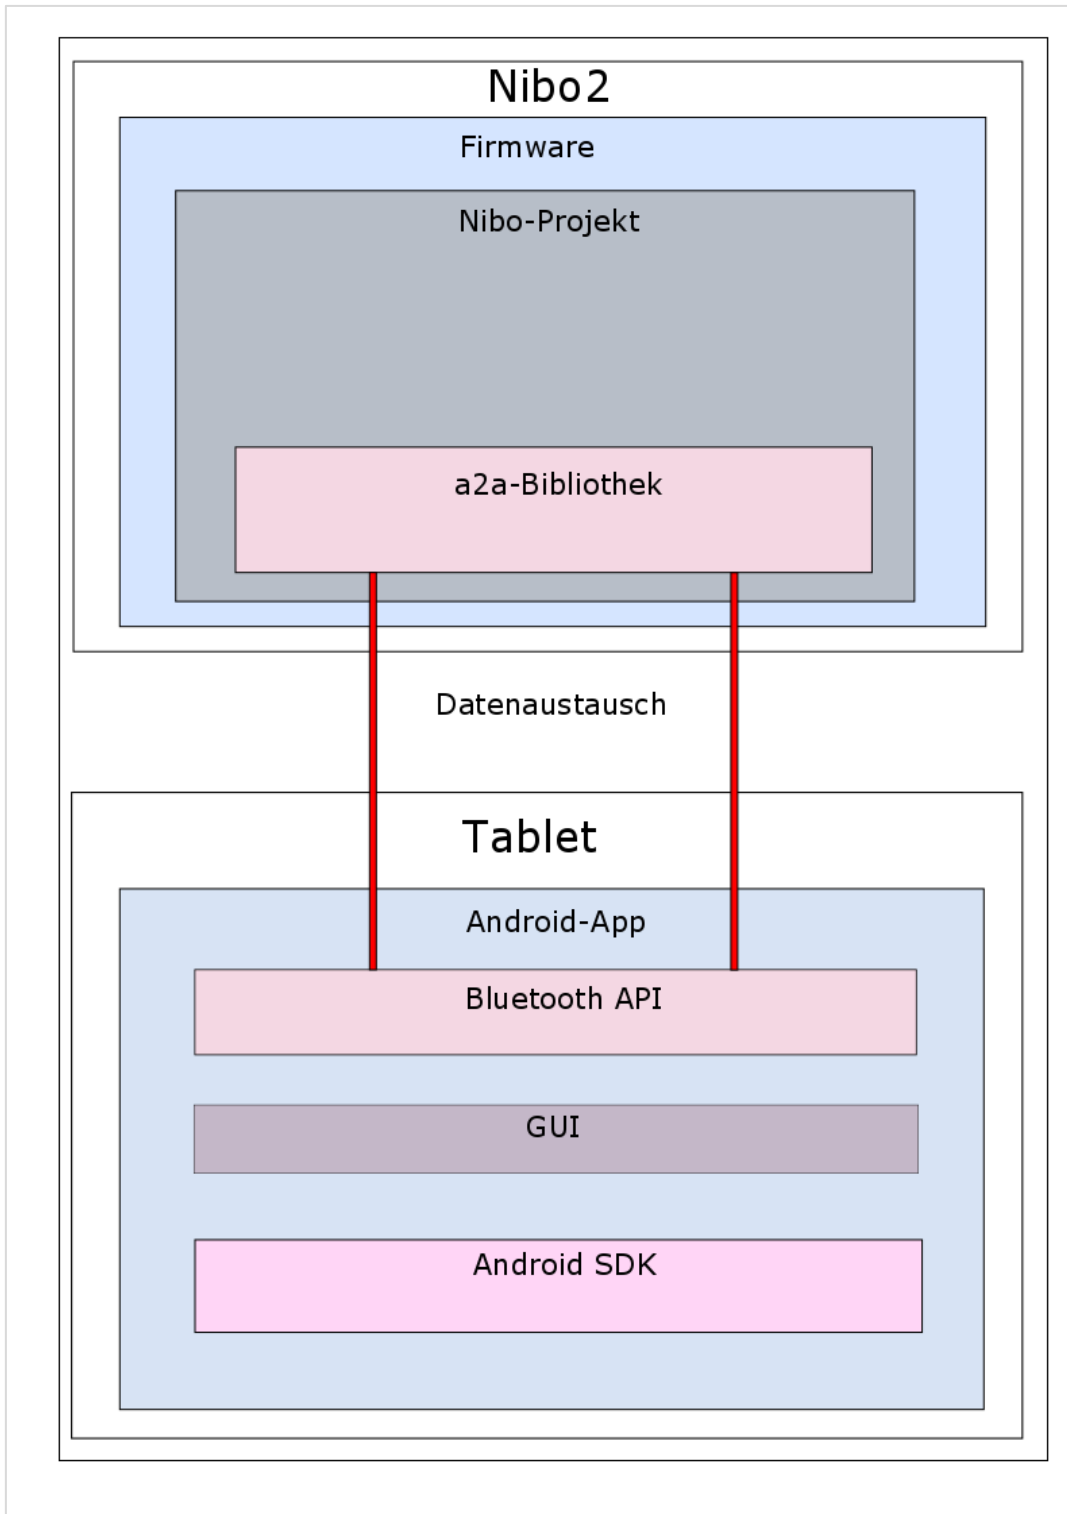 Nibo2
Firmware
Nibo-Projekt
a2a-Bibliothek
Datenaustausch
Tablet
Android-App
Bluetooth API
GUI
Android SDK